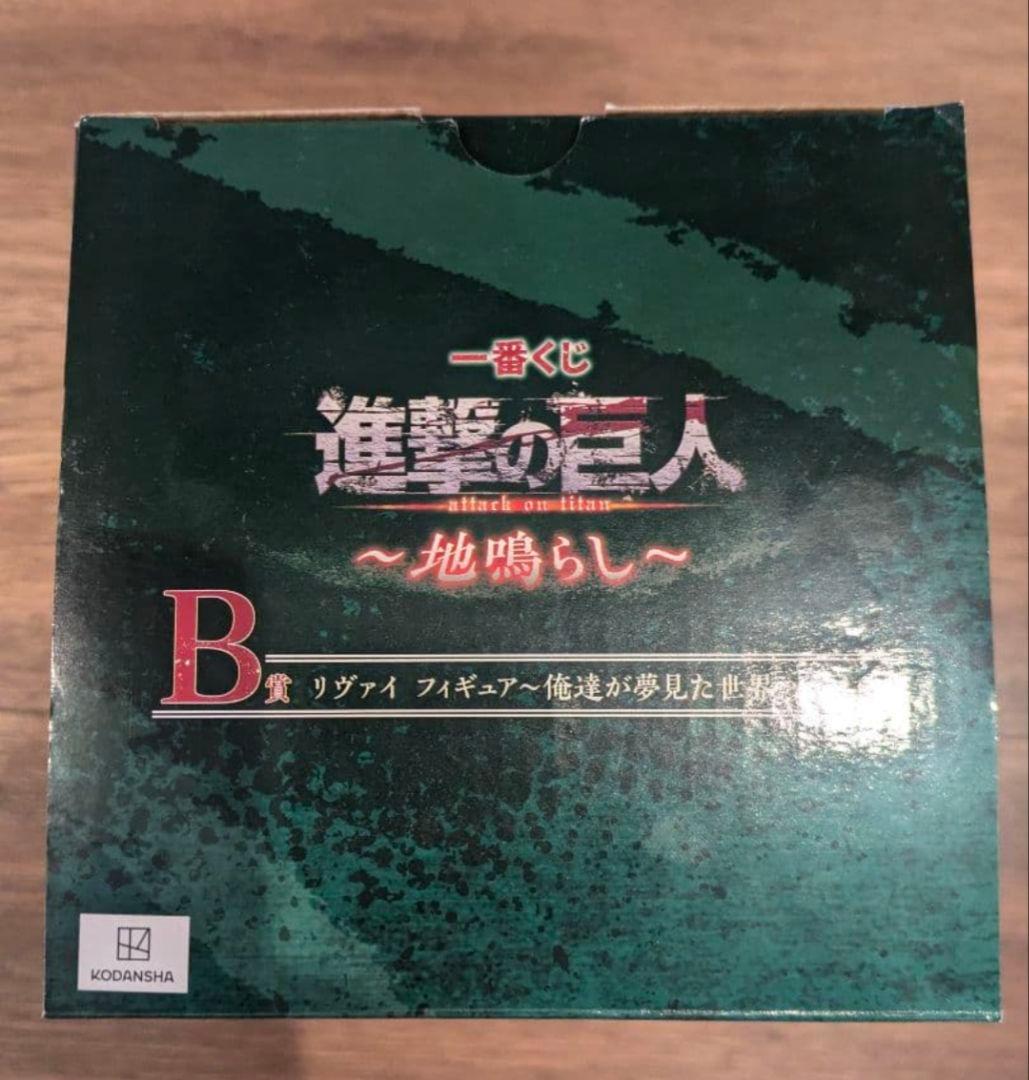 一番くじ
進撃の巨人
attack on titan
～地鳴らし～
B賞 リヴァイ フィギュア～俺達が夢見た世界
KODANSHA